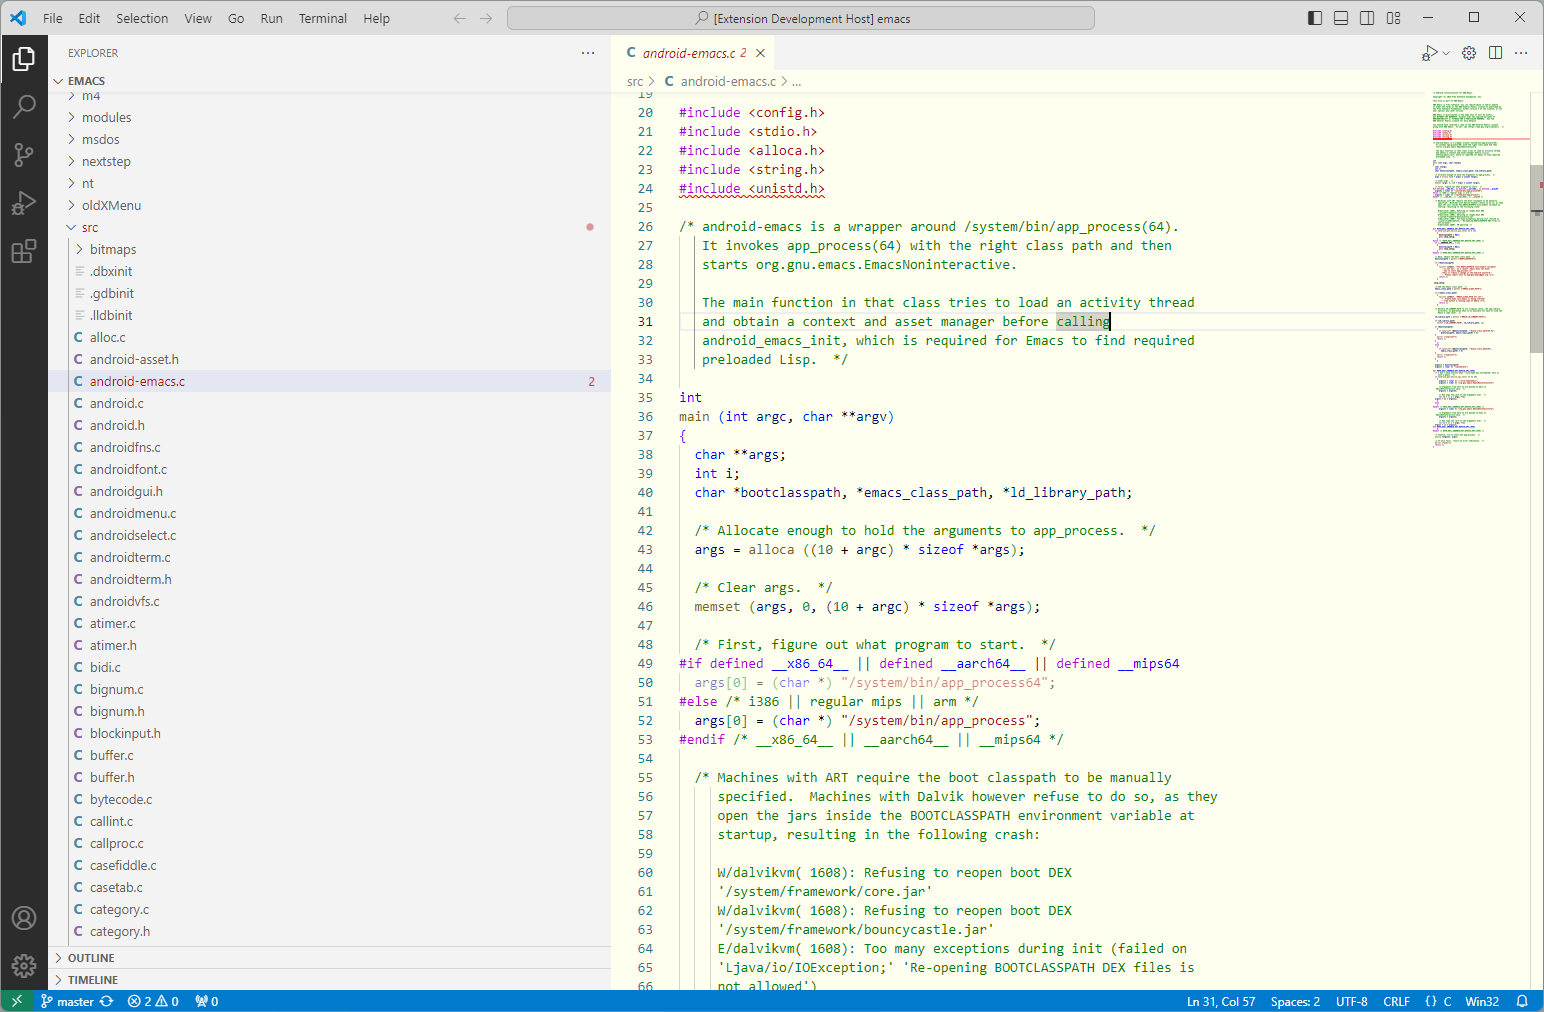 File Edit Selection View Go Run Terminal Help
[Extension Development Host] emacs
EXPLORER
EMACS
m4
modules
msdos
nextstep
nt
oldXMenu
src
bitmaps
.dbxinit
.gdbinit
.lldbinit
C alloc.c
C android-asset.h
C android-emacs.c 2
C android.c
C android.h
C androidfns.c
C androidfont.c
C androidgui.h
C androidmenu.c
C androidselect.c
C androidterm.c
C androidterm.h
C androidvfs.c
C atimer.c
C atimer.h
C bidi.c
C bignum.c
C bignum.h
C blockinput.h
C buffer.c
C buffer.h
C bytecode.c
C callint.c
C callproc.c
C casefiddle.c
C casetab.c
C category.c
C category.h
OUTLINE
TIMELINE
C android-emacs.c 2
src > C android-emacs.c > ...
19
20 #include <config.h>
21 #include <stdio.h>
22 #include <alloca.h>
23 #include <string.h>
24 #include <unistd.h>
25
26 /* android-emacs is a wrapper around /system/bin/app_process(64).
27 It invokes app_process(64) with the right class path and then
28 starts org.gnu.emacs.EmacsNoninteractive.
29
30 The main function in that class tries to load an activity thread
31 and obtain a context and asset manager before calling
32 android_emacs_init, which is required for Emacs to find required
33 preloaded Lisp.  */
34
35 int
36 main (int argc, char **argv)
37 {
38 char **args;
39 int i;
40 char *bootclasspath, *emacs_class_path, *ld_library_path;
41
42 /* Allocate enough to hold the arguments to app_process.  */
43 args = alloca ((10 + argc) * sizeof *args);
44
45 /* Clear args.  */
46 memset (args, 0, (10 + argc) * sizeof *args);
47
48 /* First, figure out what program to start.  */
49 #if defined __x86_64__ || defined __aarch64__ || defined __mips64
50 args[0] = (char *) "/system/bin/app_process64";
51 #else /* i386 || regular mips || arm */
52 args[0] = (char *) "/system/bin/app_process";
53 #endif /* __x86_64__ || __aarch64__ || __mips64 */
54
55 /* Machines with ART require the boot classpath to be manually
56 specified.  Machines with Dalvik however refuse to do so, as they
57 open the jars inside the BOOTCLASSPATH environment variable at
58 startup, resulting in the following crash:
59
60 W/dalvikvm( 1608): Refusing to reopen boot DEX
61 '/system/framework/core.jar'
62 W/dalvikvm( 1608): Refusing to reopen boot DEX
63 '/system/framework/bouncycastle.jar'
64 E/dalvikvm( 1608): Too many exceptions during init (failed on
65 'Ljava/io/IOException;' 'Re-opening BOOTCLASSPATH DEX files is
66 not allowed')
master 2 0 0
Ln 31, Col 57 Spaces: 2 UTF-8 CRLF {} C Win32